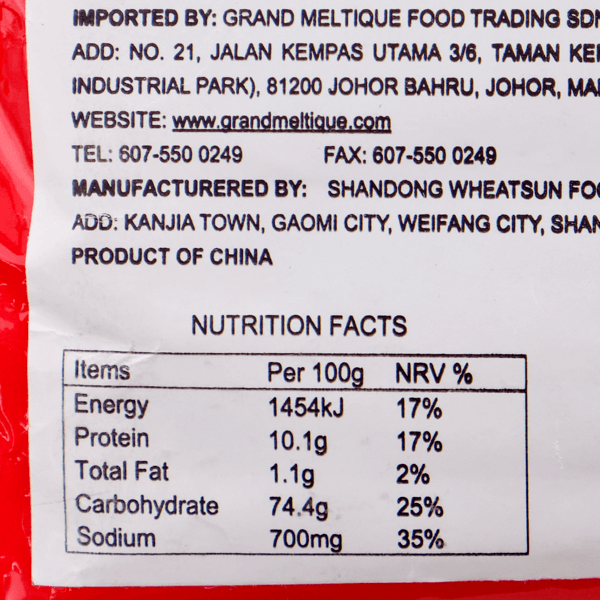 IMPORTED BY: GRAND MELTIQUE FOOD TRADING SDN
ADD: NO. 21, JALAN KEMPAS UTAMA 3/6, TAMAN
INDUSTRIAL PARK), 81200 JOHOR BAHRU, JOHOR,
WEBSITE: www.grandmeltique.com
TEL: 607-550 0249 FAX: 607-550 0249
MANUFACTURERED BY: SHANDONG WHEATSUN
ADD: KANJIA TOWN, GAOMI CITY, WEIFANG CITY,
PRODUCT OF CHINA
NUTRITION FACTS
Items Per 100g NRV %
Energy 1454kJ 17%
Protein 10.1g 17%
Total Fat 1.1g 2%
Carbohydrate 74.4g 25%
Sodium 700mg 35%